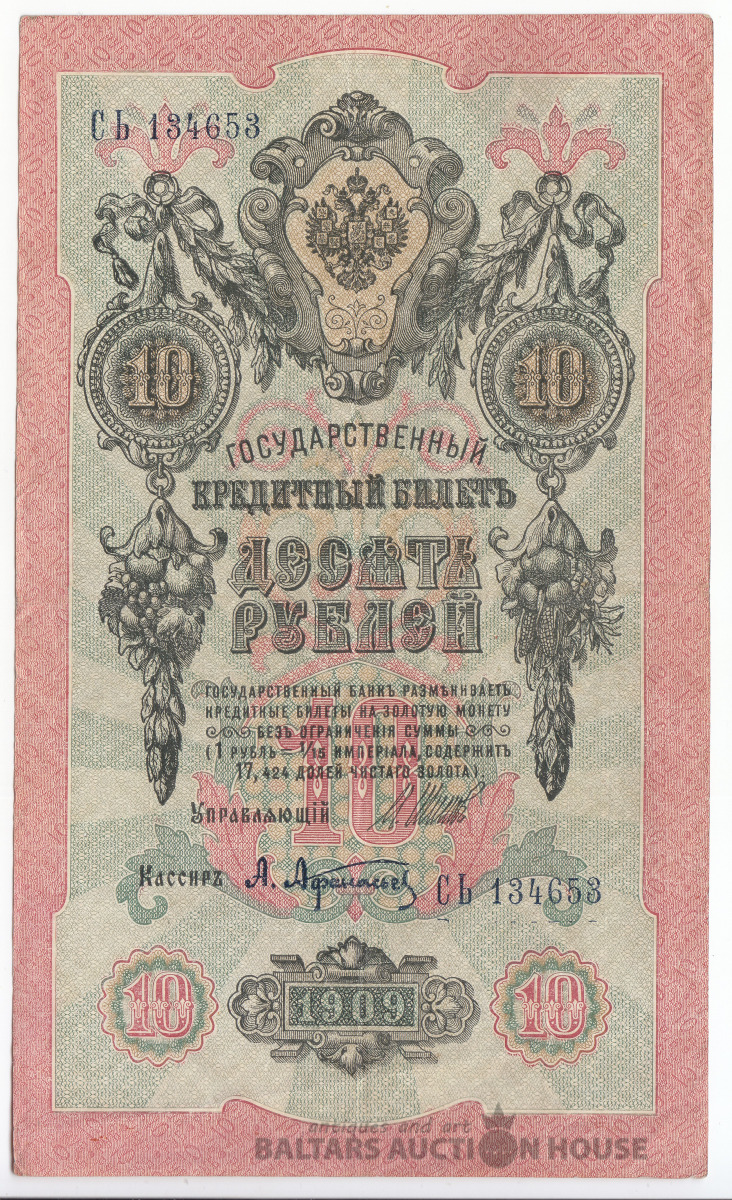 СЬ 134653
10 10
ГОСУДАРСТВЕННЫЙ
КРЕДИТНЫЙ БИЛЕТЪ
ДЕСЯТЬ
РУБЛЕЙ
ГОСУДАРСТВЕННЫЙ БАНКЪ РАЗМѢНИВАЕТЪ
КРЕДИТНЫЕ БИЛЕТЫ НА ЗОЛОТУЮ МОНЕТУ
БЕЗЪ ОГРАНИЧЕНІЯ СУММЫ
(1 РУБЛЬ = 1/15 ИМПЕРІАЛА, СОДЕРЖИТЪ
17,424 ДОЛЕЙ ЧИСТАГО ЗОЛОТА).
10
Управляющій
Кассиръ А. Афанасьев СЬ 134653
10 1909 10
antiques and art
BALTARS AUCTION HOUSE